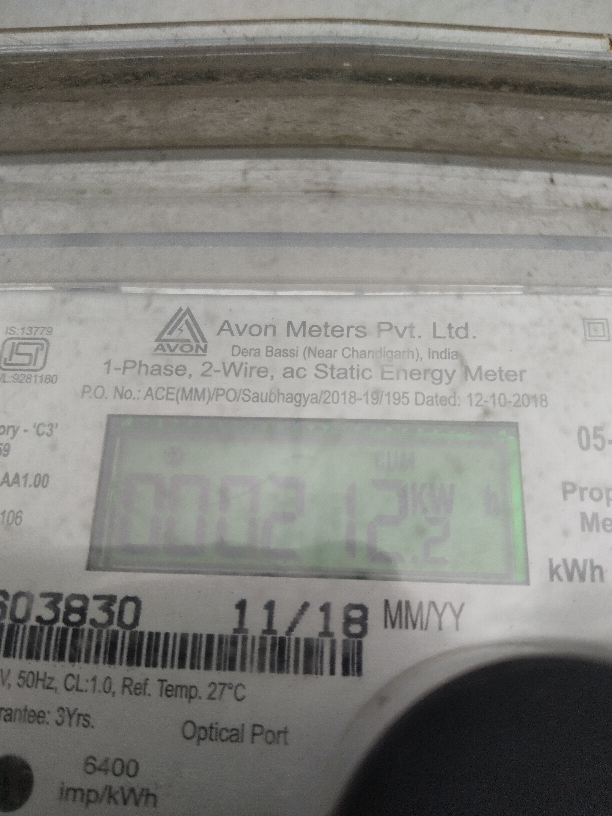 IS:13779
ISI
AVON
Avon Meters Pvt. Ltd.
Dera Bassi (Near Chandigarh), India
1-Phase, 2-Wire, ac Static Energy Meter
P.O. No.: ACE(MM)/PO/Saubhagya/2018-19/195 Dated: 12-10-2018
/L:9281180
ory - 'C3'
59
AA1.00
106
CUM
000212.2
KW h
05-
Prop
Me
kWh
603830 11/18 MM/YY
V, 50Hz, CL:1.0, Ref. Temp. 27°C
rantee: 3Yrs.
Optical Port
6400
imp/kWh